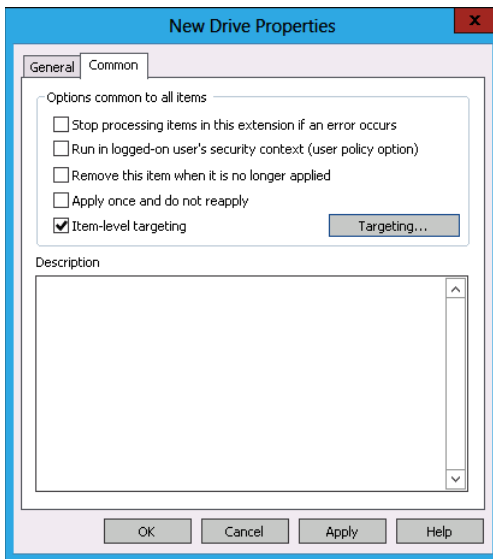 New Drive Properties
x
General Common
Options common to all items
Stop processing items in this extension if an error occurs
Run in logged-on user's security context (user policy option)
Remove this item when it is no longer applied
Apply once and do not reapply
Item-level targeting Targeting...
Description
OK Cancel Apply Help